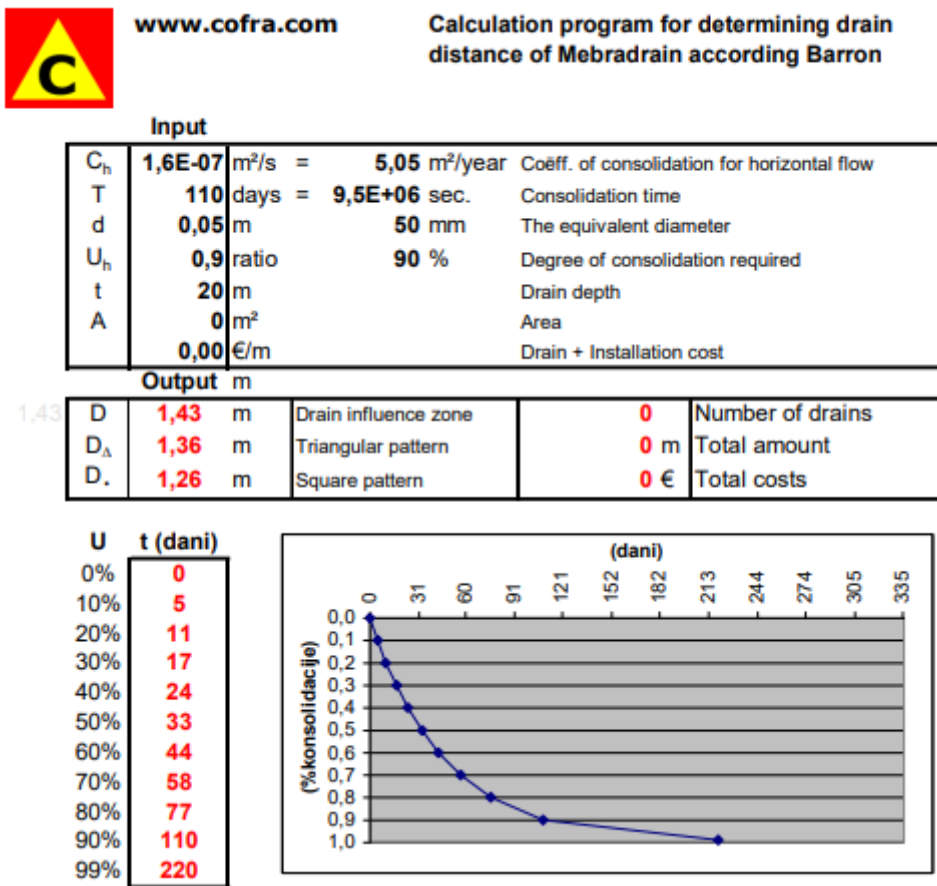 C
www.cofra.com
Calculation program for determining drain
distance of Mebradrain according Barron
Input
Cₕ 1,6E-07 m²/s = 5,05 m²/year Coëff. of consolidation for horizontal flow
T 110 days = 9,5E+06 sec. Consolidation time
d 0,05 m 50 mm The equivalent diameter
Uₕ 0,9 ratio 90 % Degree of consolidation required
t 20 m Drain depth
A 0 m² Area
0,00 €/m Drain + Installation cost
Output m
1,43 D 1,43 m Drain influence zone 0 Number of drains
D△ 1,36 m Triangular pattern 0 m Total amount
D. 1,26 m Square pattern 0 € Total costs
U t (dani)
0% 0
10% 5
20% 11
30% 17
40% 24
50% 33
60% 44
70% 58
80% 77
90% 110
99% 220
(dani)
0 31 60 91 121 152 182 213 244 274 305 335
(%konsolidacije)
0,0
0,1
0,2
0,3
0,4
0,5
0,6
0,7
0,8
0,9
1,0